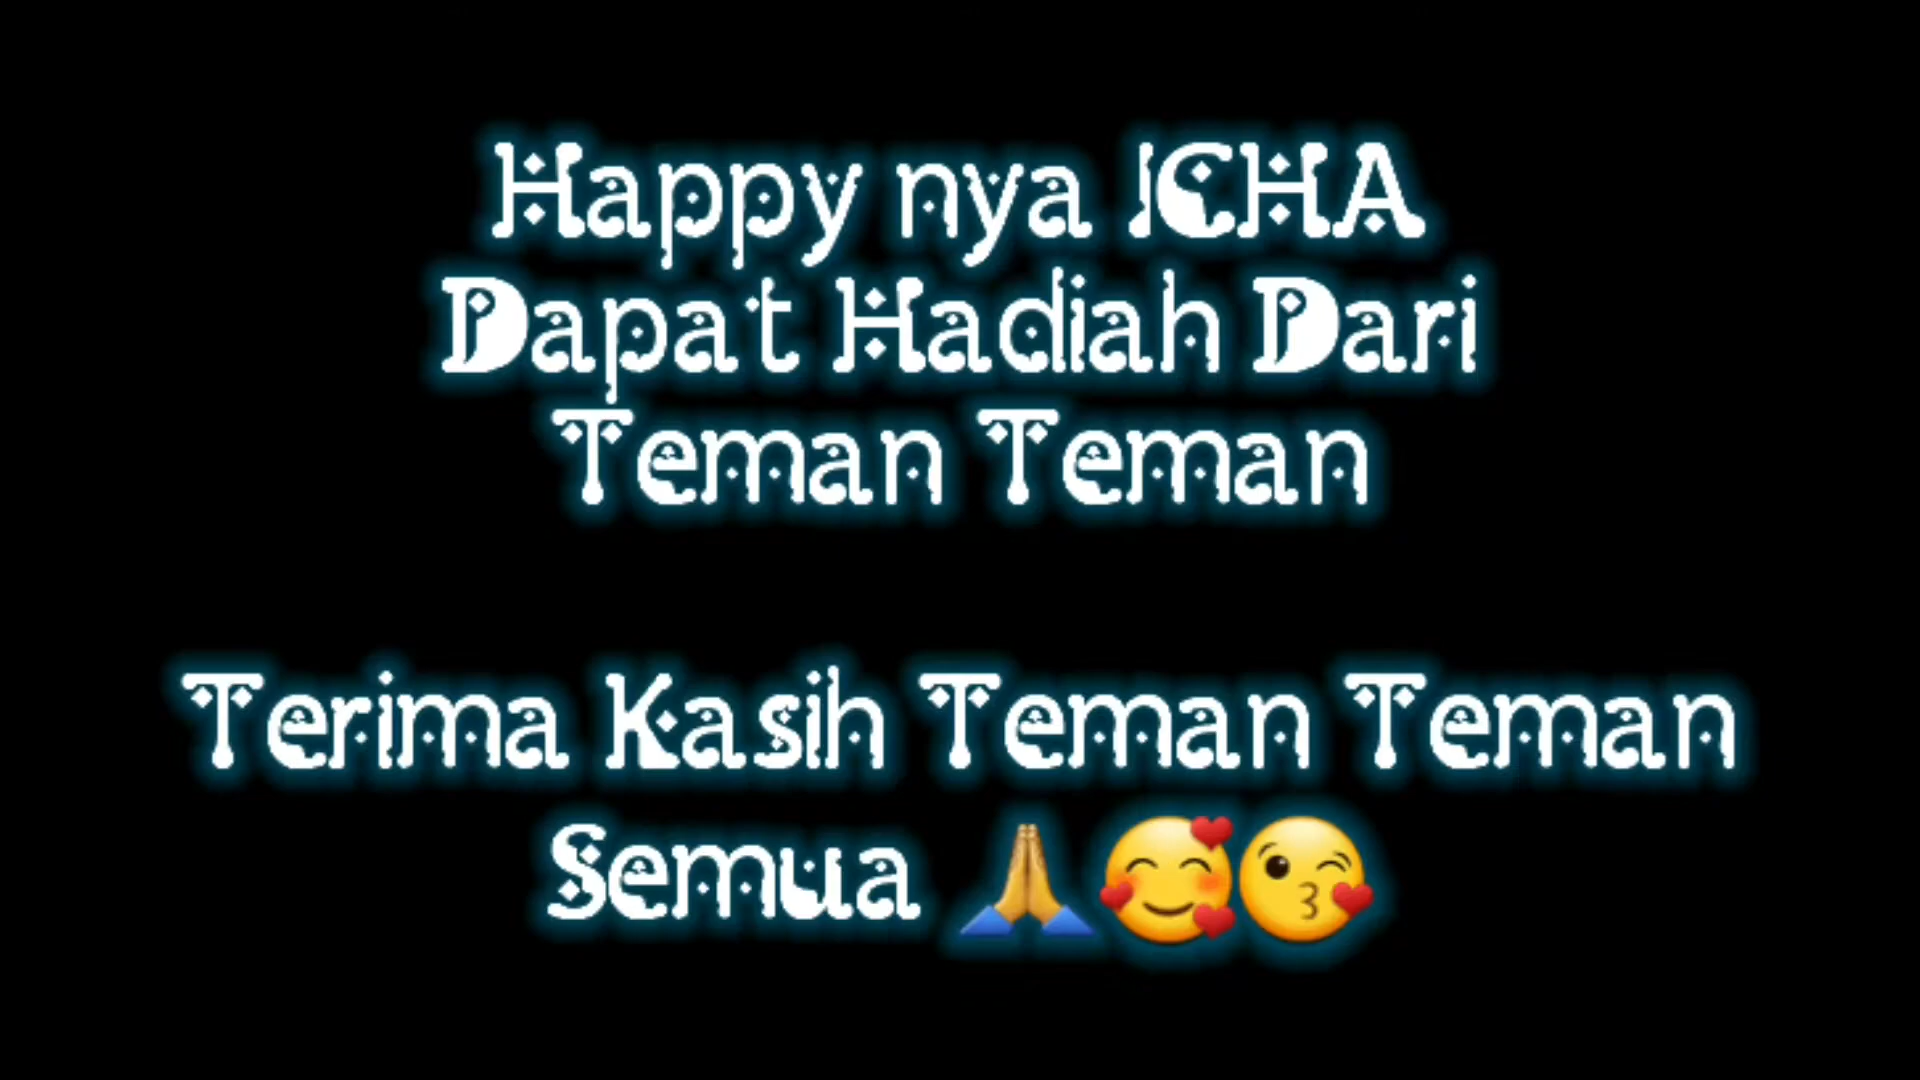 Happy nya ICHA
Dapat Hadiah Dari
Teman Teman
Terima Kasih Teman Teman
Semua 🙏🥰😘